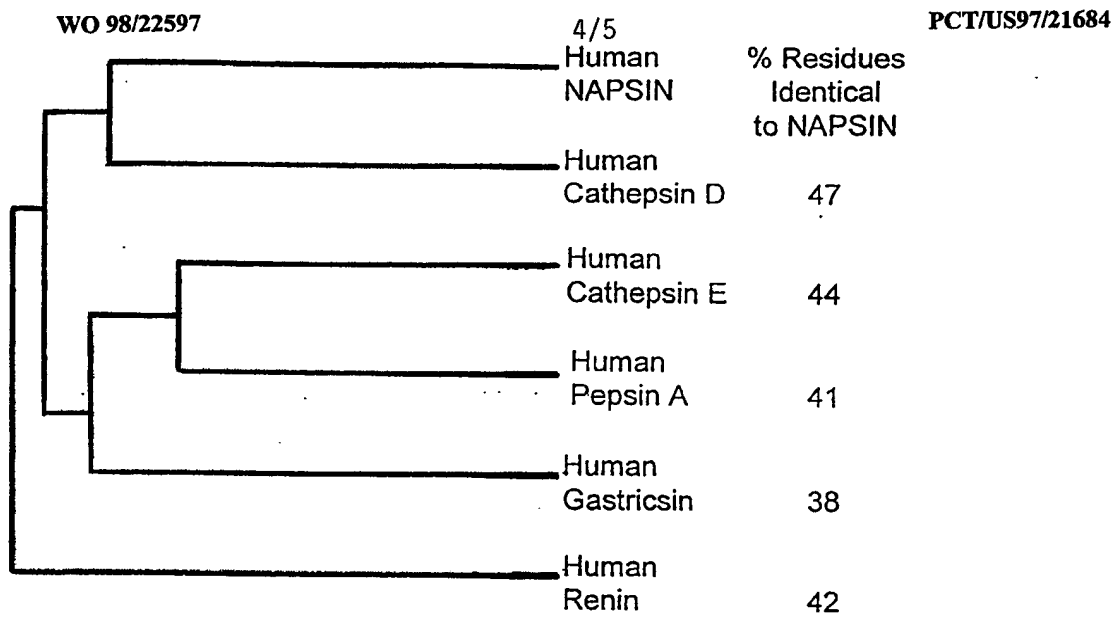 WO 98/22597
4/5
PCT/US97/21684
Human
NAPSIN
% Residues
Identical
to NAPSIN
Human
Cathepsin D 47
Human
Cathepsin E 44
Human
Pepsin A 41
Human
Gastricsin 38
Human
Renin 42